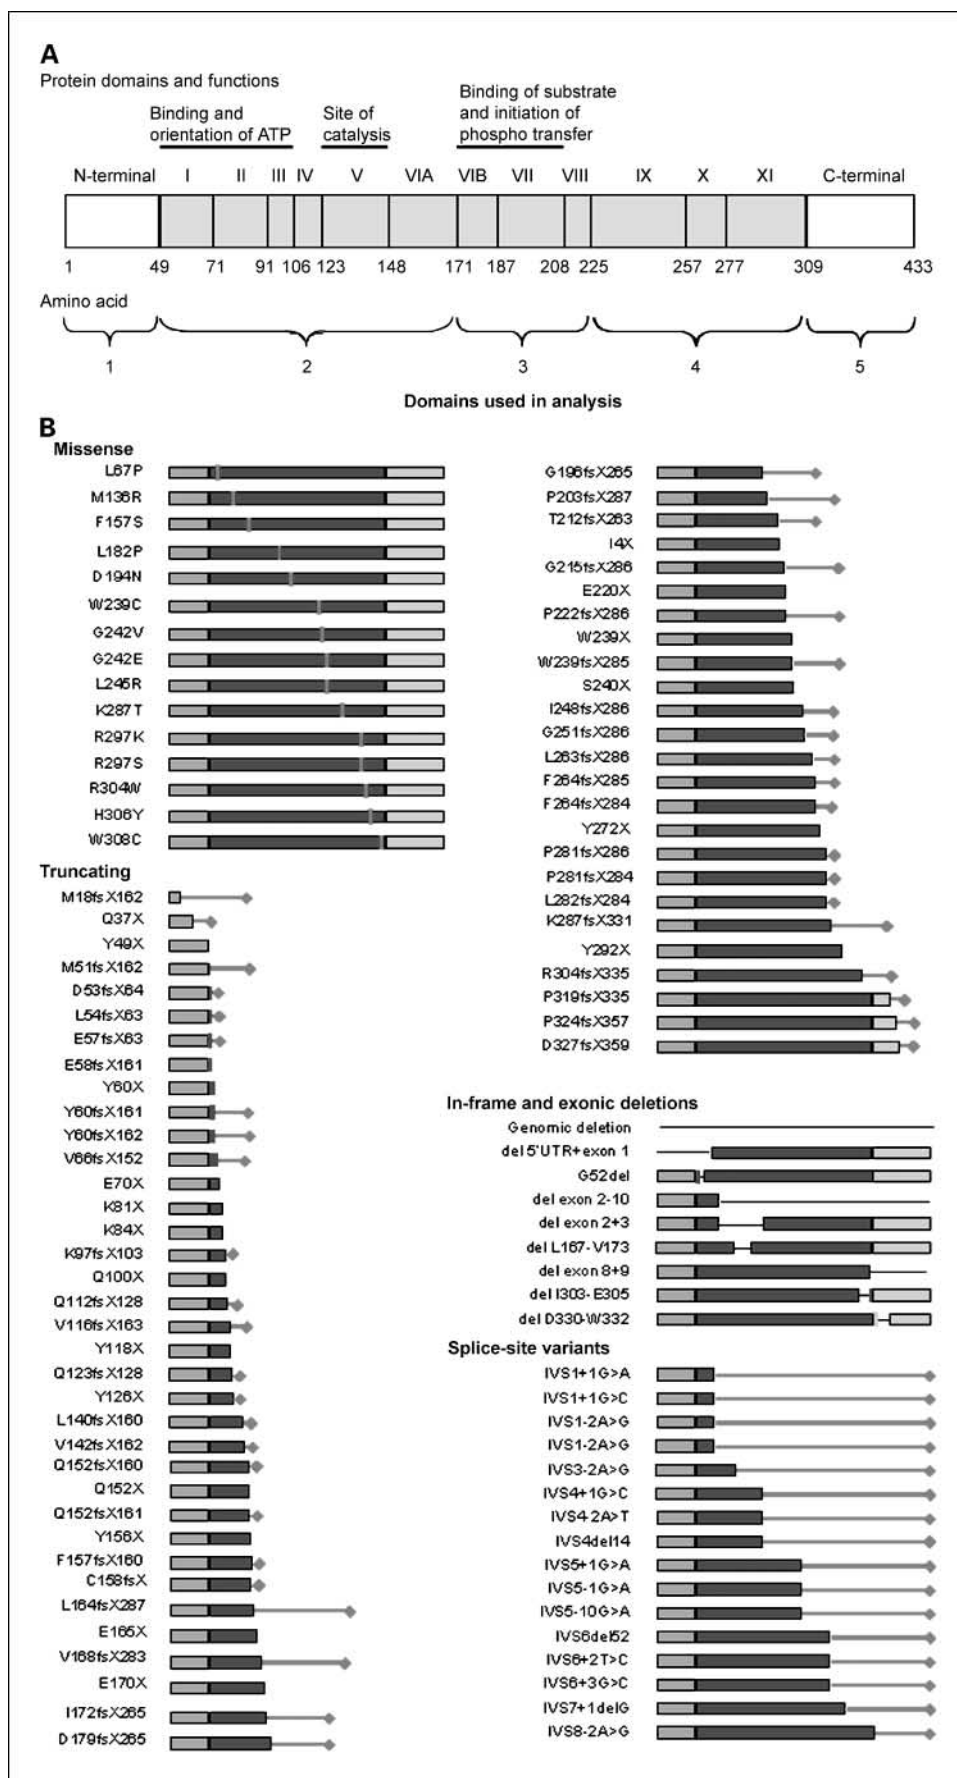 A
Protein domains and functions
Binding and
orientation of ATP
Site of
catalysis
Binding of substrate
and initiation of
phospho transfer
N-terminal I II III IV V VIA VIB VII VIII IX X XI C-terminal
1 49 71 91 106 123 148 171 187 208 225 257 277 309 433
Amino acid
1 2 3 4 5
Domains used in analysis
B
Missense
L67P
M136R
F157S
L182P
D194N
W239C
G242V
G242E
L245R
K287T
R297K
R297S
R304W
H306Y
W308C
Truncating
M18fsX162
Q37X
Y49X
M51fsX162
D53fsX64
L54fsX63
E57fsX63
E58fsX161
Y60X
Y60fsX161
Y60fsX162
V66fsX152
E70X
K81X
K84X
K97fsX103
Q100X
Q112fsX128
V116fsX163
Y118X
Q123fsX128
Y126X
L140fsX160
V142fsX162
Q152fsX160
Q152X
Q152fsX161
Y156X
F157fsX160
C158fsX
L164fsX287
E165X
V168fsX283
E170X
I172fsX265
D179fsX265
G196fsX265
P203fsX287
T212fsX263
I4X
G215fsX286
E220X
P222fsX286
W239X
W239fsX285
S240X
I248fsX286
G251fsX286
L263fsX286
F264fsX285
F264fsX284
Y272X
P281fsX286
P281fsX284
L282fsX284
K287fsX331
Y292X
R304fsX335
P319fsX335
P324fsX357
D327fsX359
In-frame and exonic deletions
Genomic deletion
del 5'UTR+exon 1
G52del
del exon 2-10
del exon 2+3
del L167-V173
del exon 8+9
del I303-E305
del D330-W332
Splice-site variants
IVS1+1G>A
IVS1+1G>C
IVS1-2A>G
IVS1-2A>G
IVS3-2A>G
IVS4+1G>C
IVS4-2A>T
IVS4del14
IVS5+1G>A
IVS5-1G>A
IVS5-10G>A
IVS6del52
IVS6+2T>C
IVS6+3G>C
IVS7+1delG
IVS8-2A>G